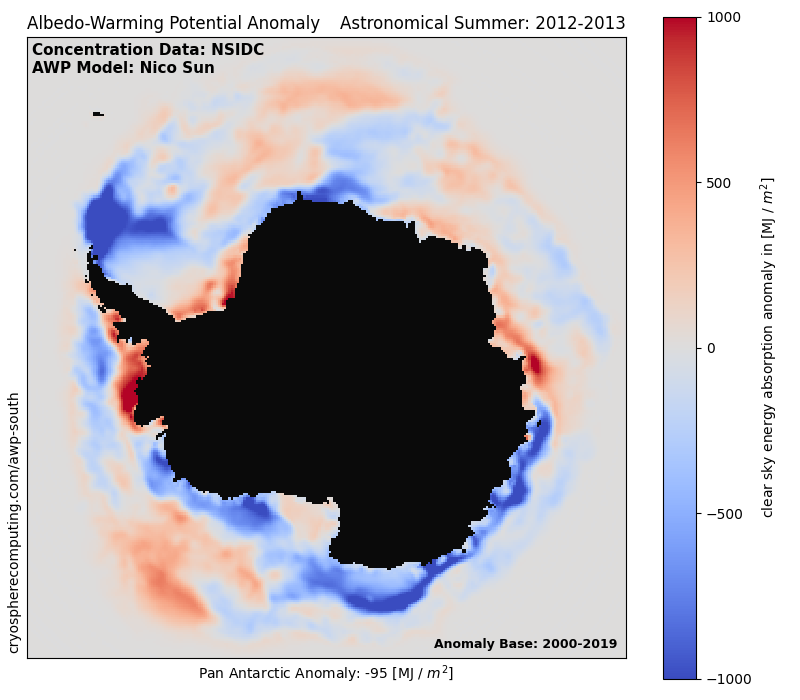 Albedo-Warming Potential Anomaly Astronomical Summer: 2012-2013
Concentration Data: NSIDC
AWP Model: Nico Sun
1000
500
0
−500
−1000
clear sky energy absorption anomaly in [MJ / m²]
cryospherecomputing.com/awp-south
Anomaly Base: 2000-2019
Pan Antarctic Anomaly: -95 [MJ / m²]